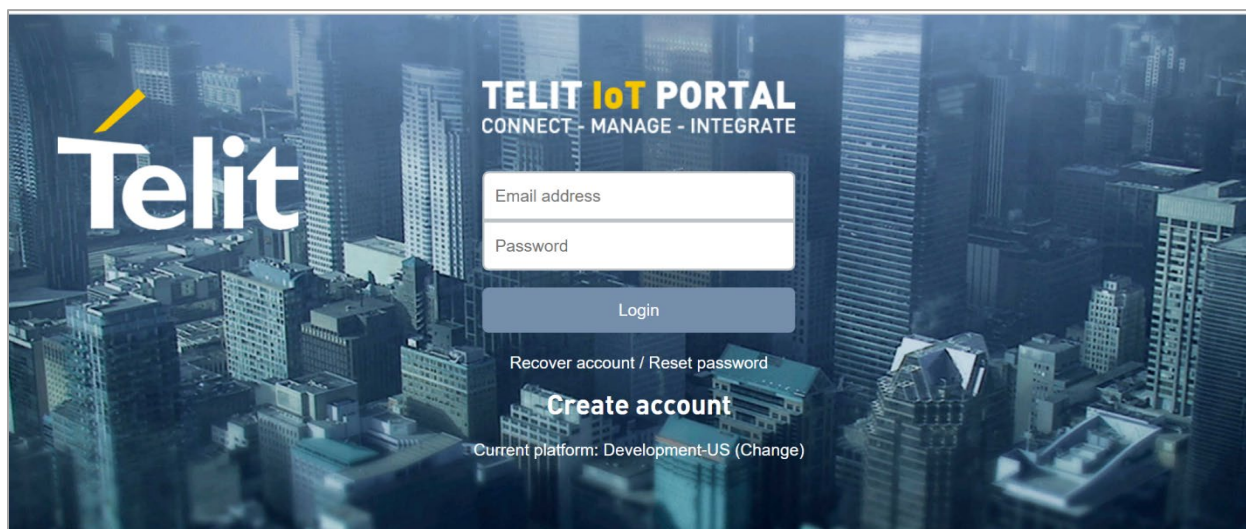 Telit
TELIT IoT PORTAL
CONNECT - MANAGE - INTEGRATE
Email address
Password
Login
Recover account / Reset password
Create account
Current platform: Development-US (Change)